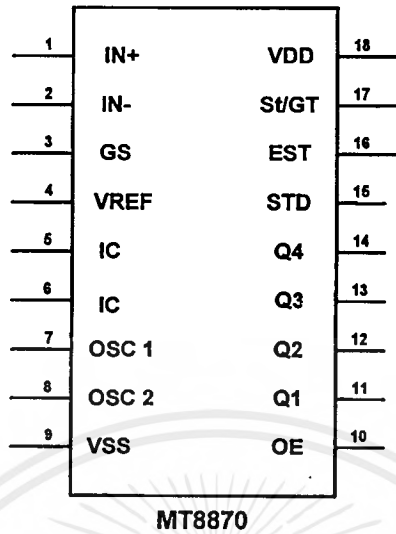 1 IN+ VDD 18
2 IN- St/GT 17
3 GS EST 16
4 VREF STD 15
5 IC Q4 14
6 IC Q3 13
7 OSC 1 Q2 12
8 OSC 2 Q1 11
9 VSS OE 10
MT8870